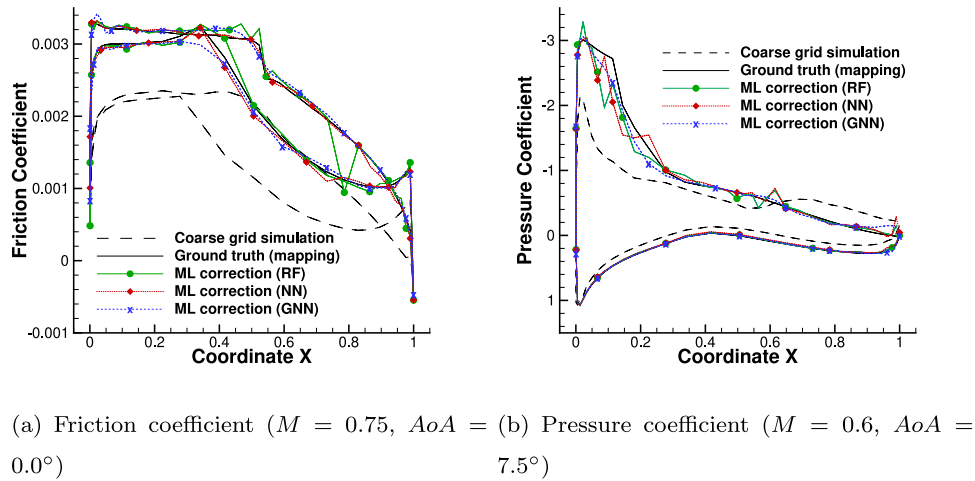 Friction Coefficient
0.003
0.002
0.001
0
-0.001
Coarse grid simulation
Ground truth (mapping)
ML correction (RF)
ML correction (NN)
ML correction (GNN)
0 0.2 0.4 0.6 0.8 1
Coordinate X
Pressure Coefficient
-3
-2
-1
0
1
Coarse grid simulation
Ground truth (mapping)
ML correction (RF)
ML correction (NN)
ML correction (GNN)
0 0.2 0.4 0.6 0.8 1
Coordinate X
(a) Friction coefficient (M = 0.75, AoA =
0.0°)
(b) Pressure coefficient (M = 0.6, AoA =
7.5°)